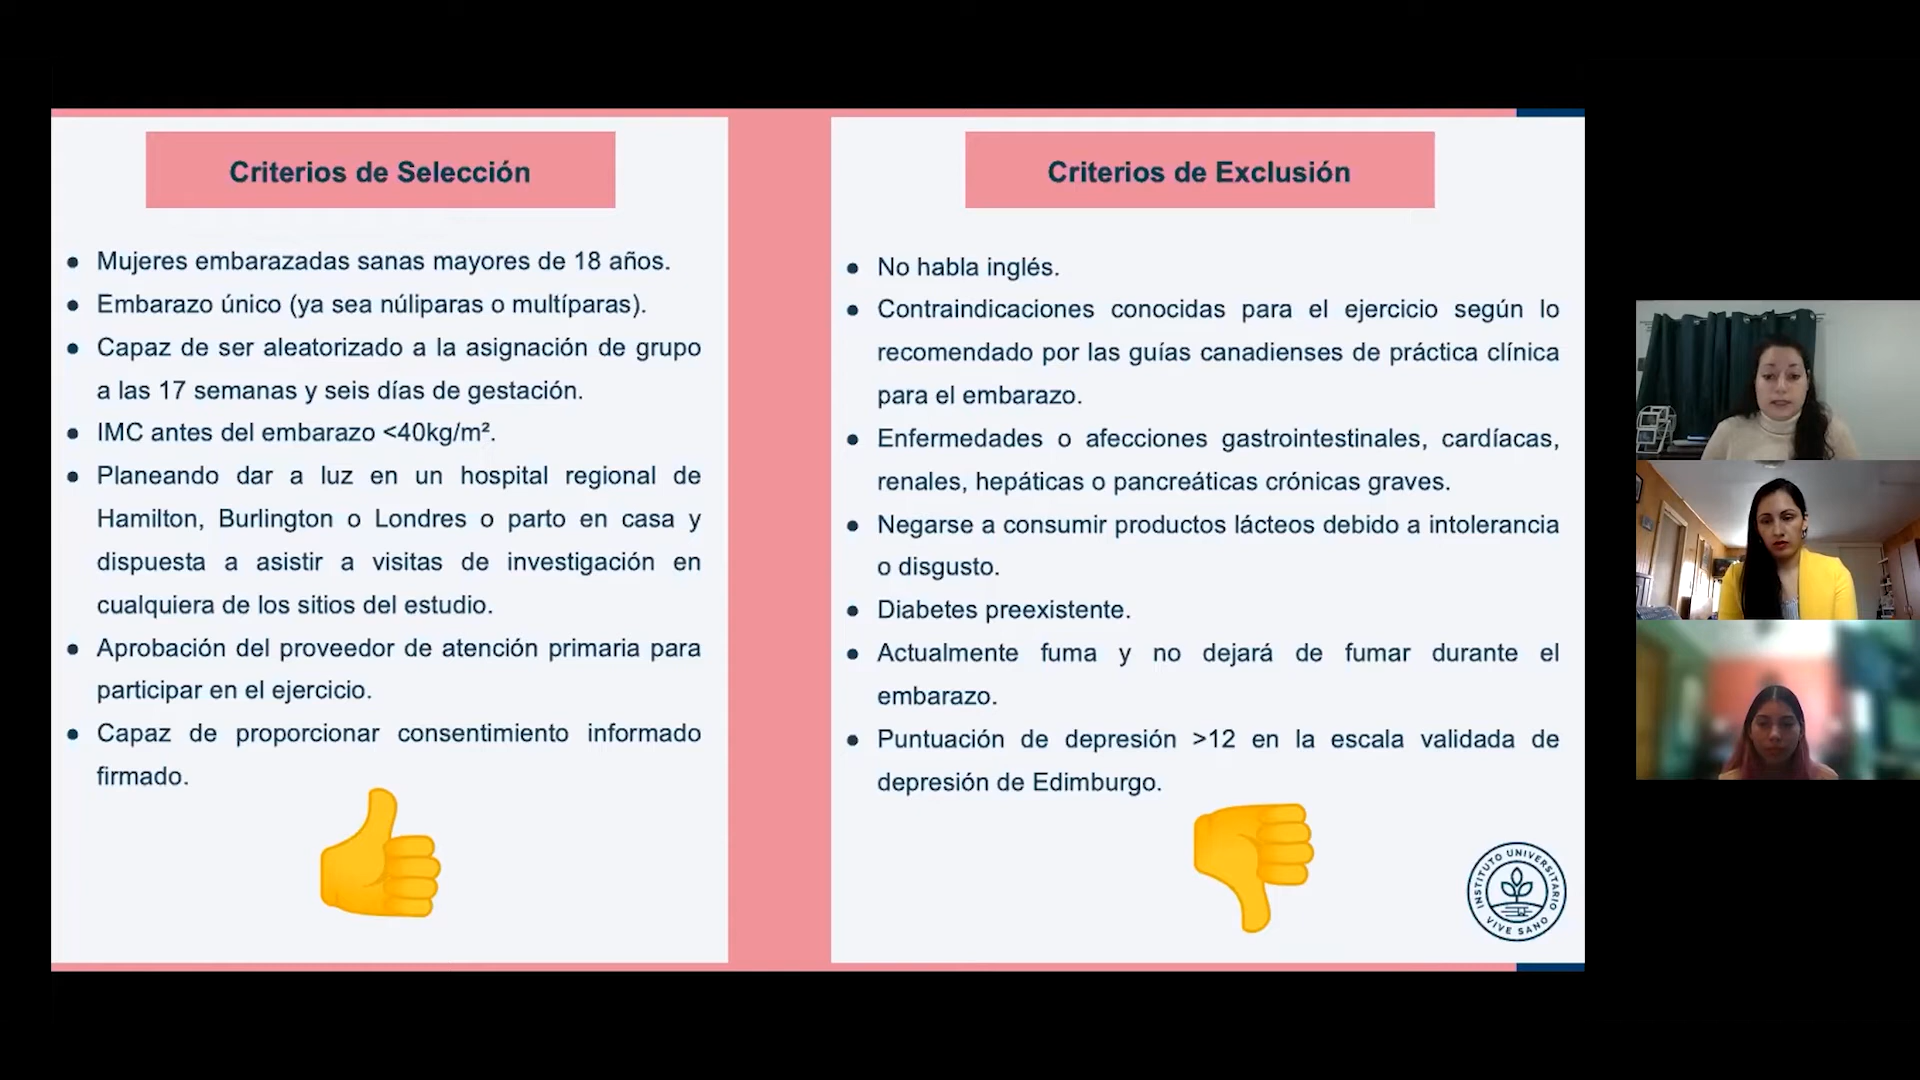 Criterios de Selección
● Mujeres embarazadas sanas mayores de 18 años.
● Embarazo único (ya sea núliparas o multíparas).
● Capaz de ser aleatorizado a la asignación de grupo
a las 17 semanas y seis días de gestación.
● IMC antes del embarazo <40kg/m².
● Planeando dar a luz en un hospital regional de
Hamilton, Burlington o Londres o parto en casa y
dispuesta a asistir a visitas de investigación en
cualquiera de los sitios del estudio.
● Aprobación del proveedor de atención primaria para
participar en el ejercicio.
● Capaz de proporcionar consentimiento informado
firmado.
Criterios de Exclusión
● No habla inglés.
● Contraindicaciones conocidas para el ejercicio según lo
recomendado por las guías canadienses de práctica clínica
para el embarazo.
● Enfermedades o afecciones gastrointestinales, cardíacas,
renales, hepáticas o pancreáticas crónicas graves.
● Negarse a consumir productos lácteos debido a intolerancia
o disgusto.
● Diabetes preexistente.
● Actualmente fuma y no dejará de fumar durante el
embarazo.
● Puntuación de depresión >12 en la escala validada de
depresión de Edimburgo.
INSTITUTO UNIVERSITARIO
VIVE SANO